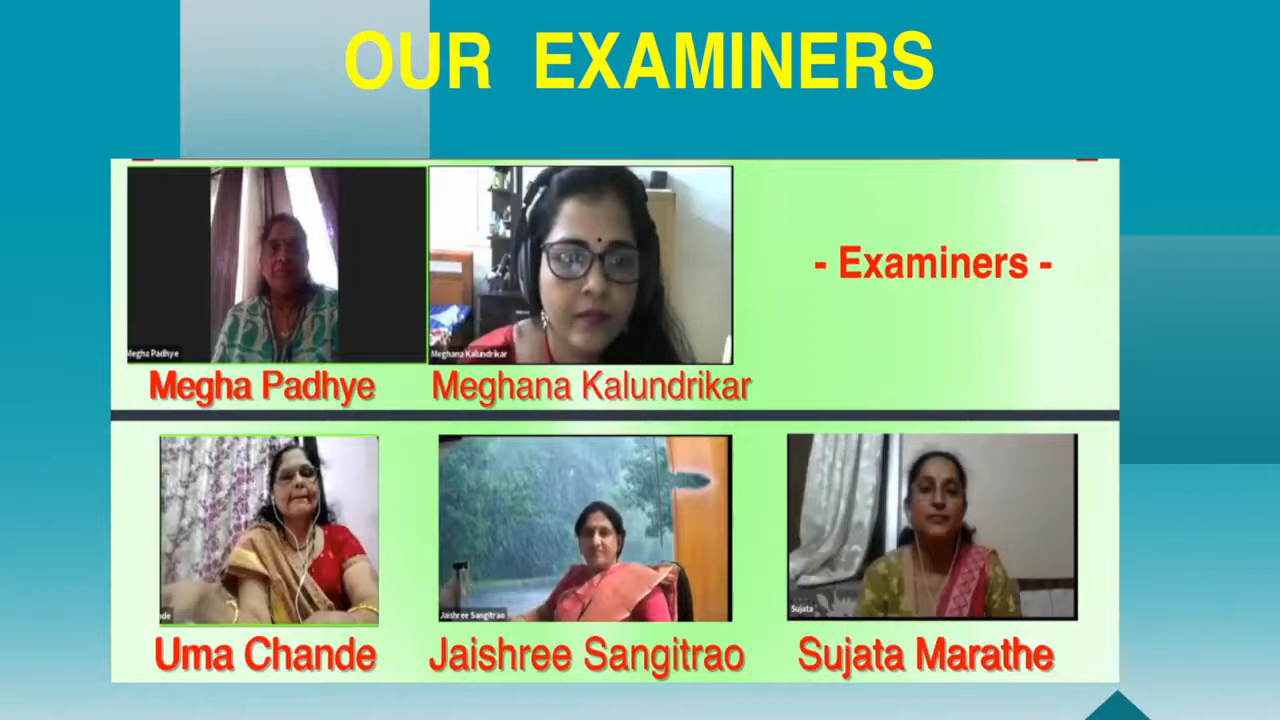 OUR EXAMINERS
- Examiners -
Megha Padhye
Meghana Kalundrikar
Megha Padhye
Meghana Kalundrikar
Jaishree Sangitrao
Sujata
Uma Chande
Jaishree Sangitrao
Sujata Marathe